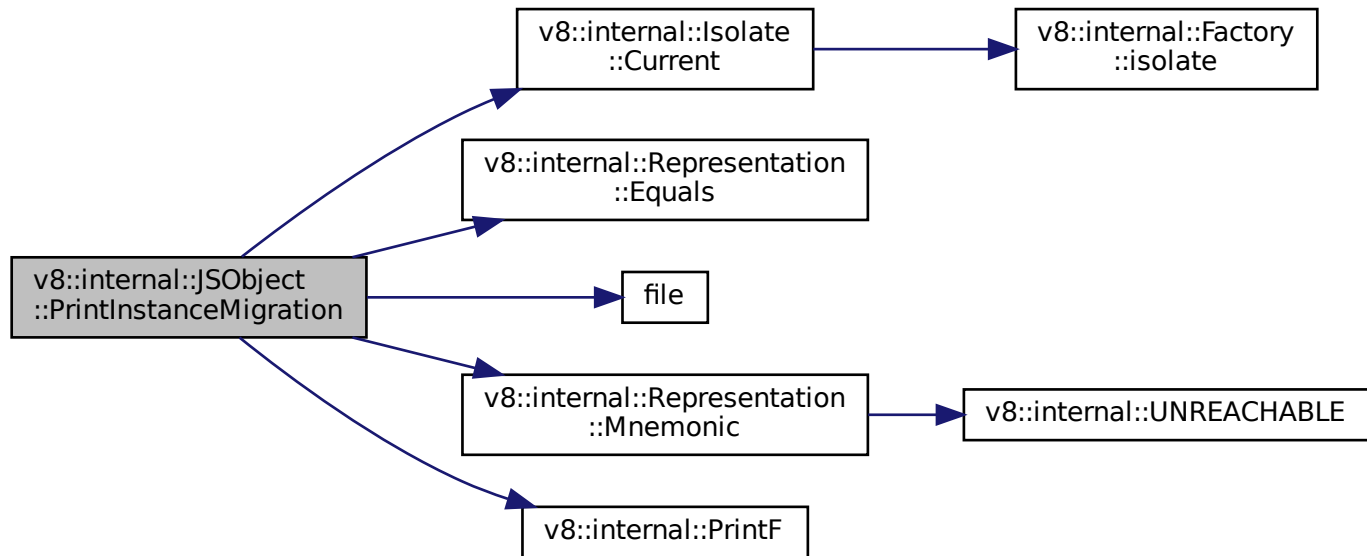 v8::internal::Isolate
::Current
v8::internal::Factory
::isolate
v8::internal::Representation
::Equals
v8::internal::JSObject
::PrintInstanceMigration
file
v8::internal::Representation
::Mnemonic
v8::internal::UNREACHABLE
v8::internal::PrintF